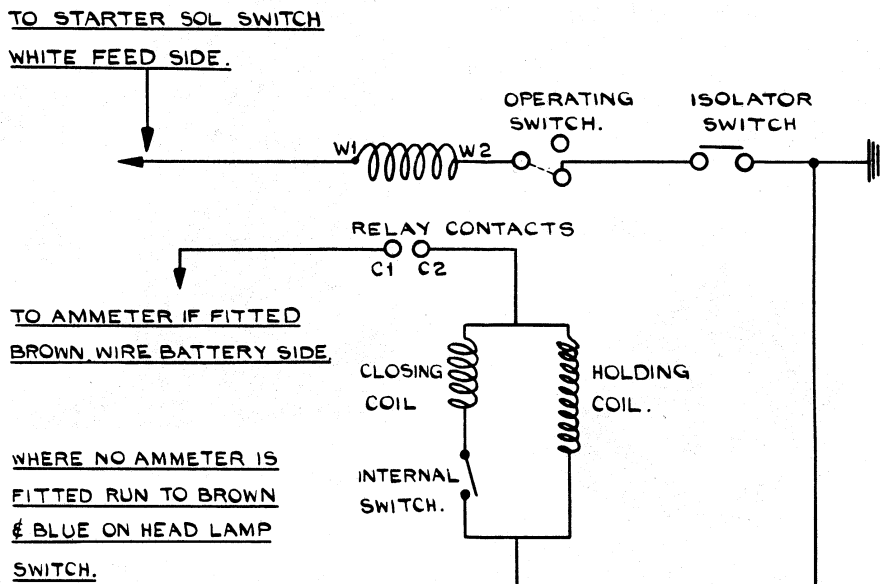 TO STARTER SOL SWITCH
WHITE FEED SIDE.
OPERATING
SWITCH.
ISOLATOR
SWITCH
W1
W2
RELAY CONTACTS
C1 C2
TO AMMETER IF FITTED
BROWN WIRE BATTERY SIDE.
CLOSING
COIL
HOLDING
COIL.
WHERE NO AMMETER IS
FITTED RUN TO BROWN
& BLUE ON HEAD LAMP
SWITCH.
INTERNAL
SWITCH.